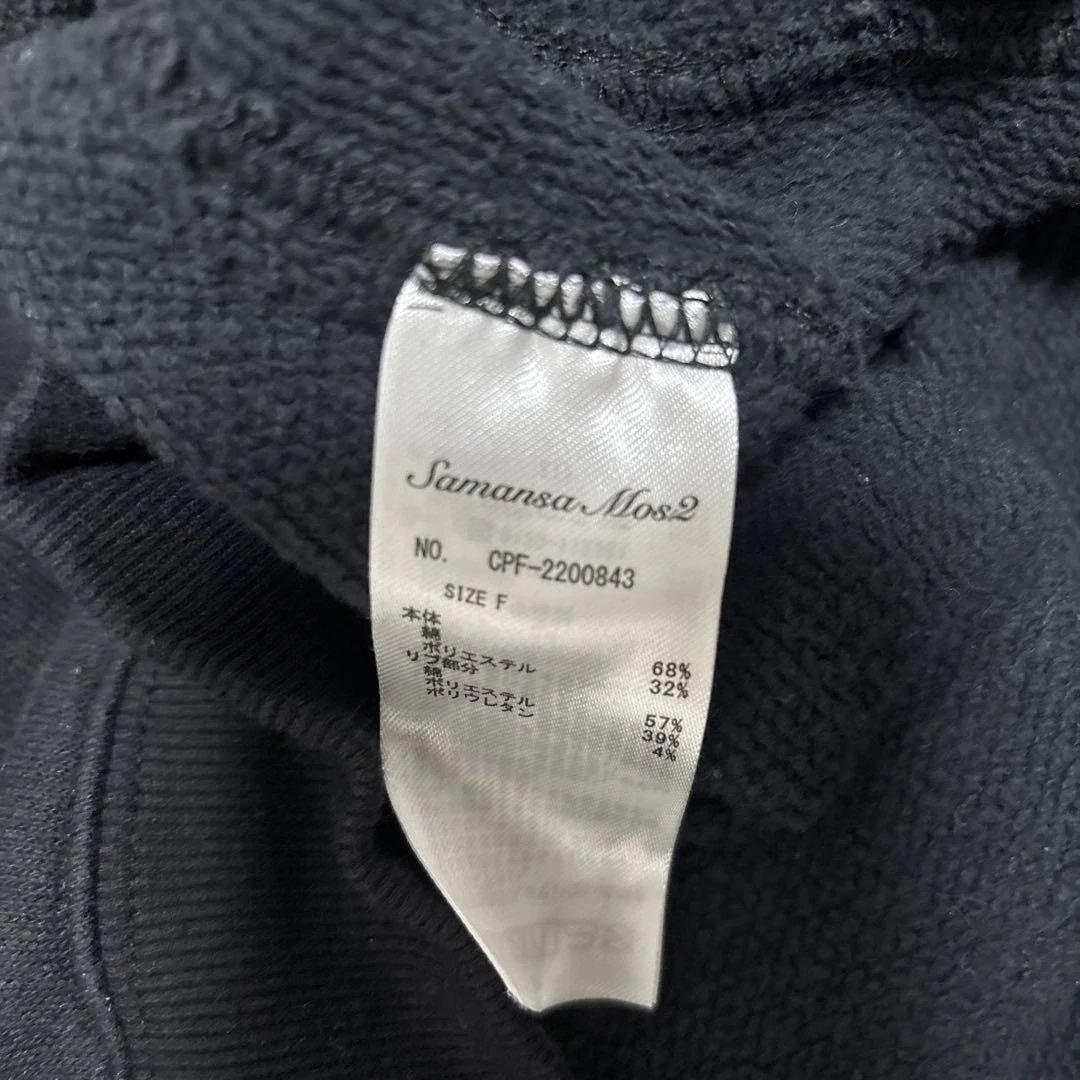 Samansa Mos2
NO. CPF-2200843
SIZE F
本体
綿 68%
ポリエステル 32%
リブ部分
綿 57%
ポリエステル 39%
ポリウレタン 4%